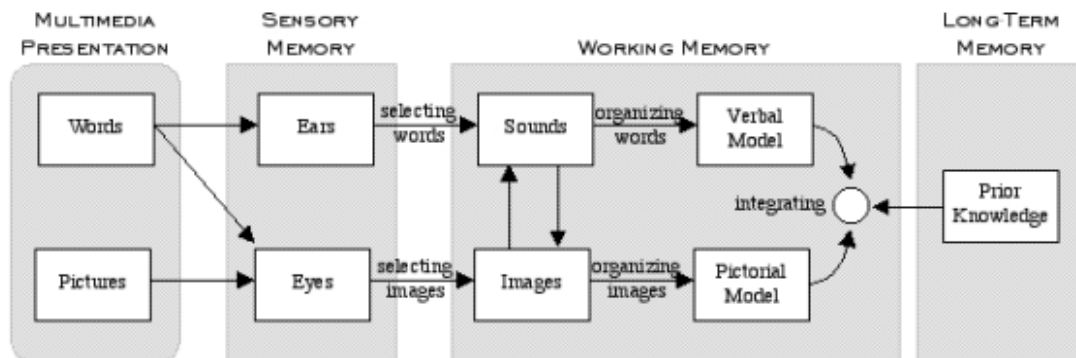 MULTIMEDIA
PRESENTATION
SENSORY
MEMORY
WORKING MEMORY
LONG-TERM
MEMORY
Words
Ears
selecting
words
Sounds
organizing
words
Verbal
Model
integrating
Prior
Knowledge
Pictures
Eyes
selecting
images
Images
organizing
images
Pictorial
Model